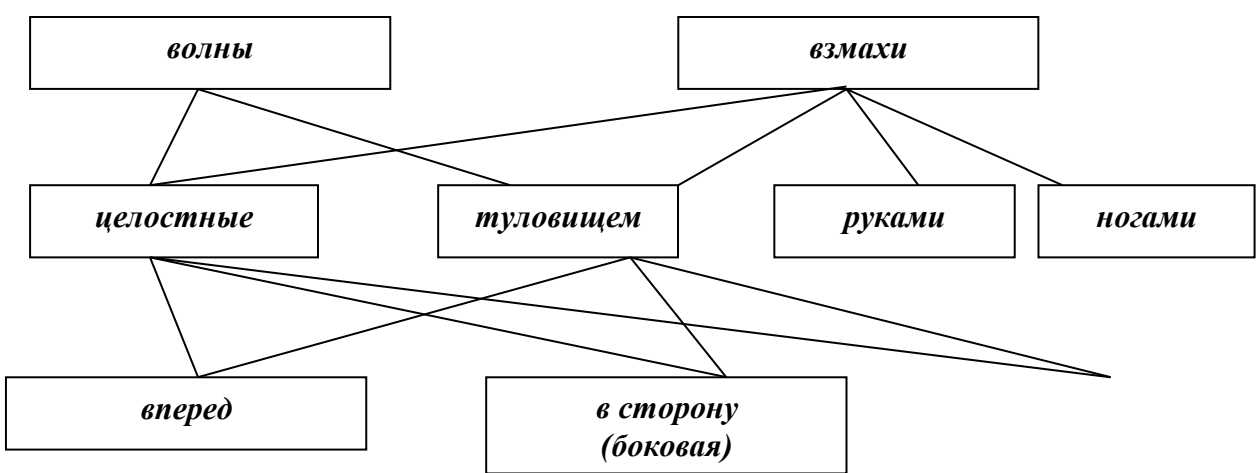 волны
взмахи
целостные
туловищем
руками
ногами
вперед
в сторону
(боковая)